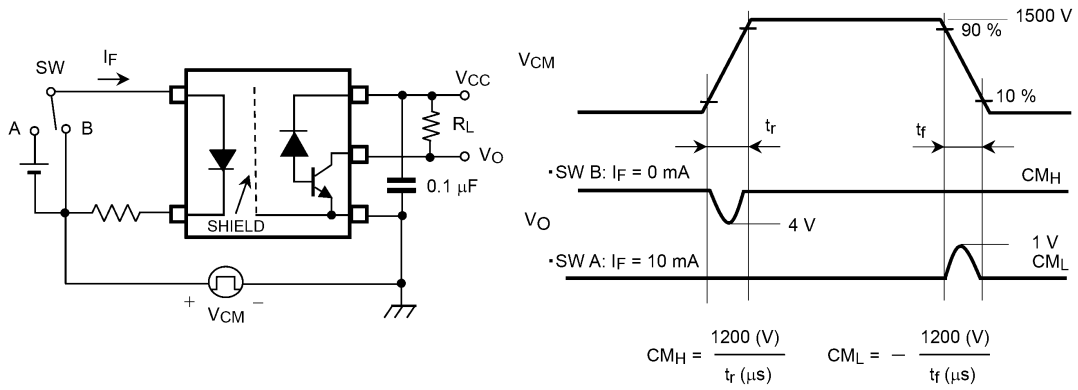 SW
IF
A
B
SHIELD
+
VCM
−
VCC
RL
VO
0.1 μF
VCM
1500 V
90 %
10 %
tr
tf
・SW B: IF = 0 mA
CMH
VO
4 V
1 V
・SW A: IF = 10 mA
CML
CMH = 1200 (V) / tr (μs)
CML = − 1200 (V) / tf (μs)